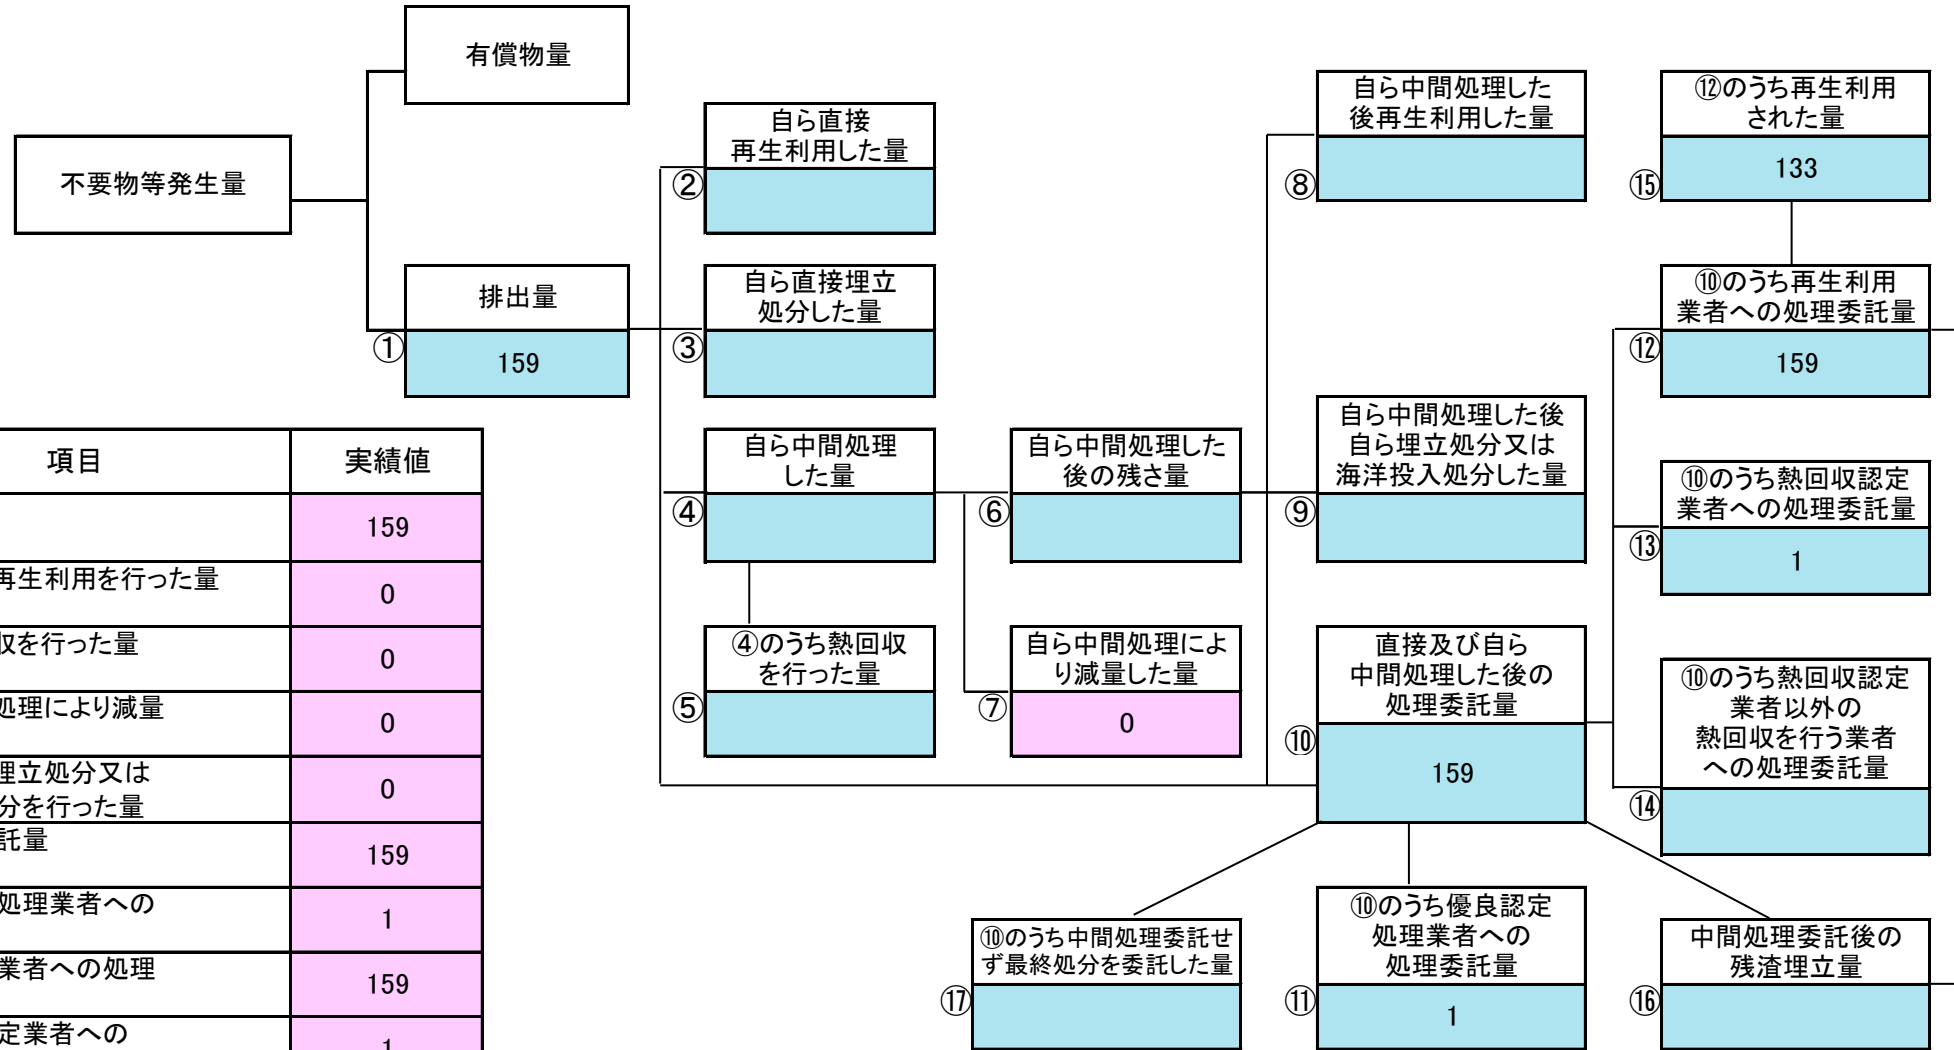 有償物量
不要物等発生量
排出量
①
159
自ら直接
再生利用した量
②
自ら直接埋立
処分した量
③
自ら中間処理
した量
④
④のうち熱回収
を行った量
⑤
自ら中間処理した
後の残さ量
⑥
自ら中間処理によ
り減量した量
⑦
0
自ら中間処理した
後再生利用した量
⑧
自ら中間処理した後
自ら埋立処分又は
海洋投入処分した量
⑨
直接及び自ら
中間処理した後の
処理委託量
⑩
159
⑫のうち再生利用
された量
⑮
133
⑩のうち再生利用
業者への処理委託量
⑫
159
⑩のうち熱回収認定
業者への処理委託量
⑬
1
⑩のうち熱回収認定
業者以外の
熱回収を行う業者
への処理委託量
⑭
⑩のうち中間処理委託せ
ず最終処分を委託した量
⑰
⑩のうち優良認定
処理業者への
処理委託量
⑪
1
中間処理委託後の
残渣埋立量
⑯
項目
実績値
159
再生利用を行った量
0
収を行った量
0
処理により減量
0
埋立処分又は
分を行った量
0
託量
159
処理業者への
1
業者への処理
159
定業者への
1